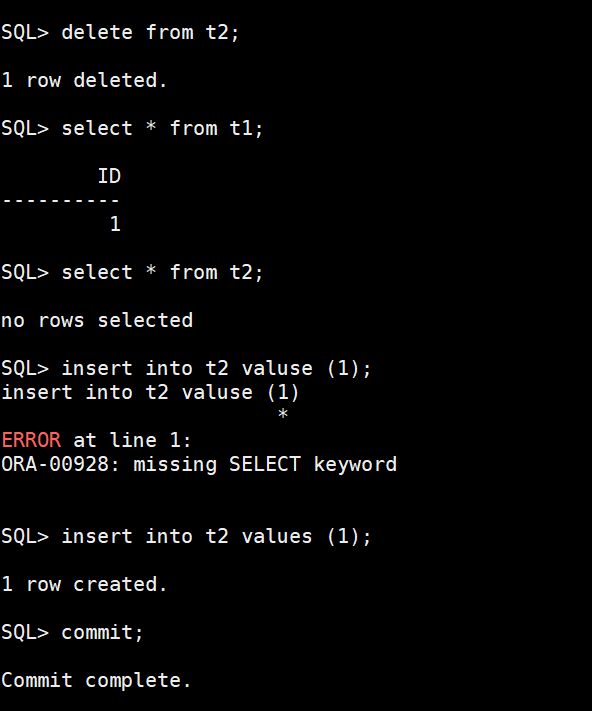 SQL> delete from t2;
1 row deleted.
SQL> select * from t1;
ID
----------
1
SQL> select * from t2;
no rows selected
SQL> insert into t2 valuse (1);
insert into t2 valuse (1)
*
ERROR at line 1:
ORA-00928: missing SELECT keyword
SQL> insert into t2 values (1);
1 row created.
SQL> commit;
Commit complete.